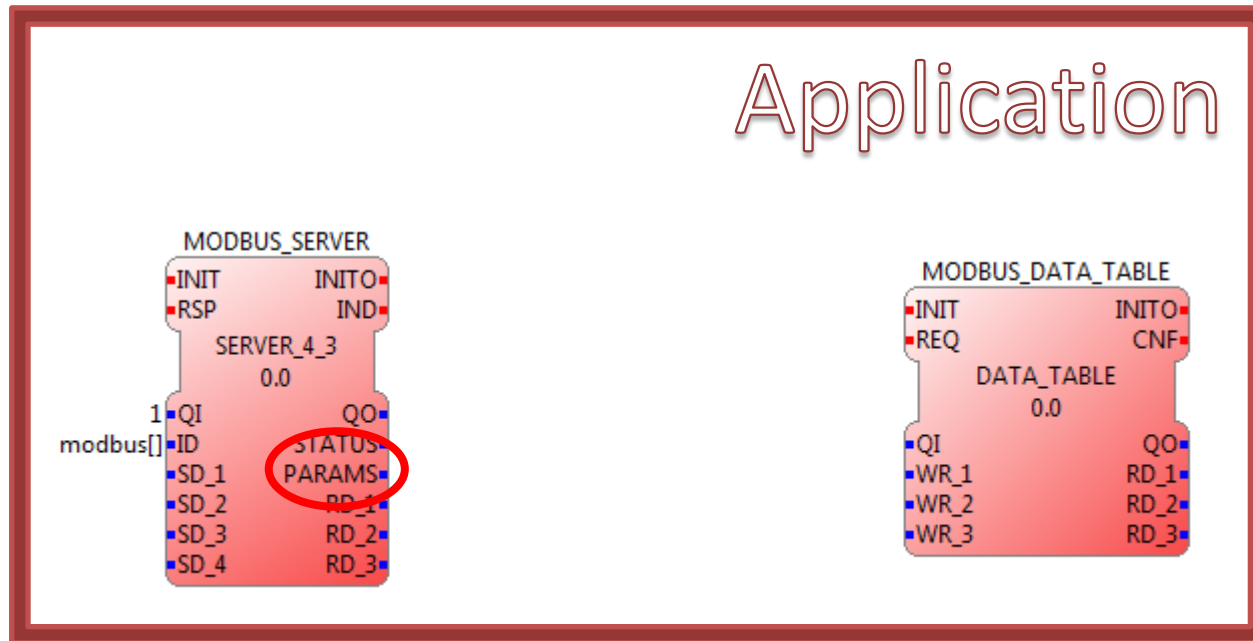 Application
MODBUS_SERVER
INIT INITO
RSP IND
SERVER_4_3
0.0
1 QI QO
modbus[] ID STATUS
SD_1 PARAMS
SD_2 RD_1
SD_3 RD_2
SD_4 RD_3
MODBUS_DATA_TABLE
INIT INITO
REQ CNF
DATA_TABLE
0.0
QI QO
WR_1 RD_1
WR_2 RD_2
WR_3 RD_3